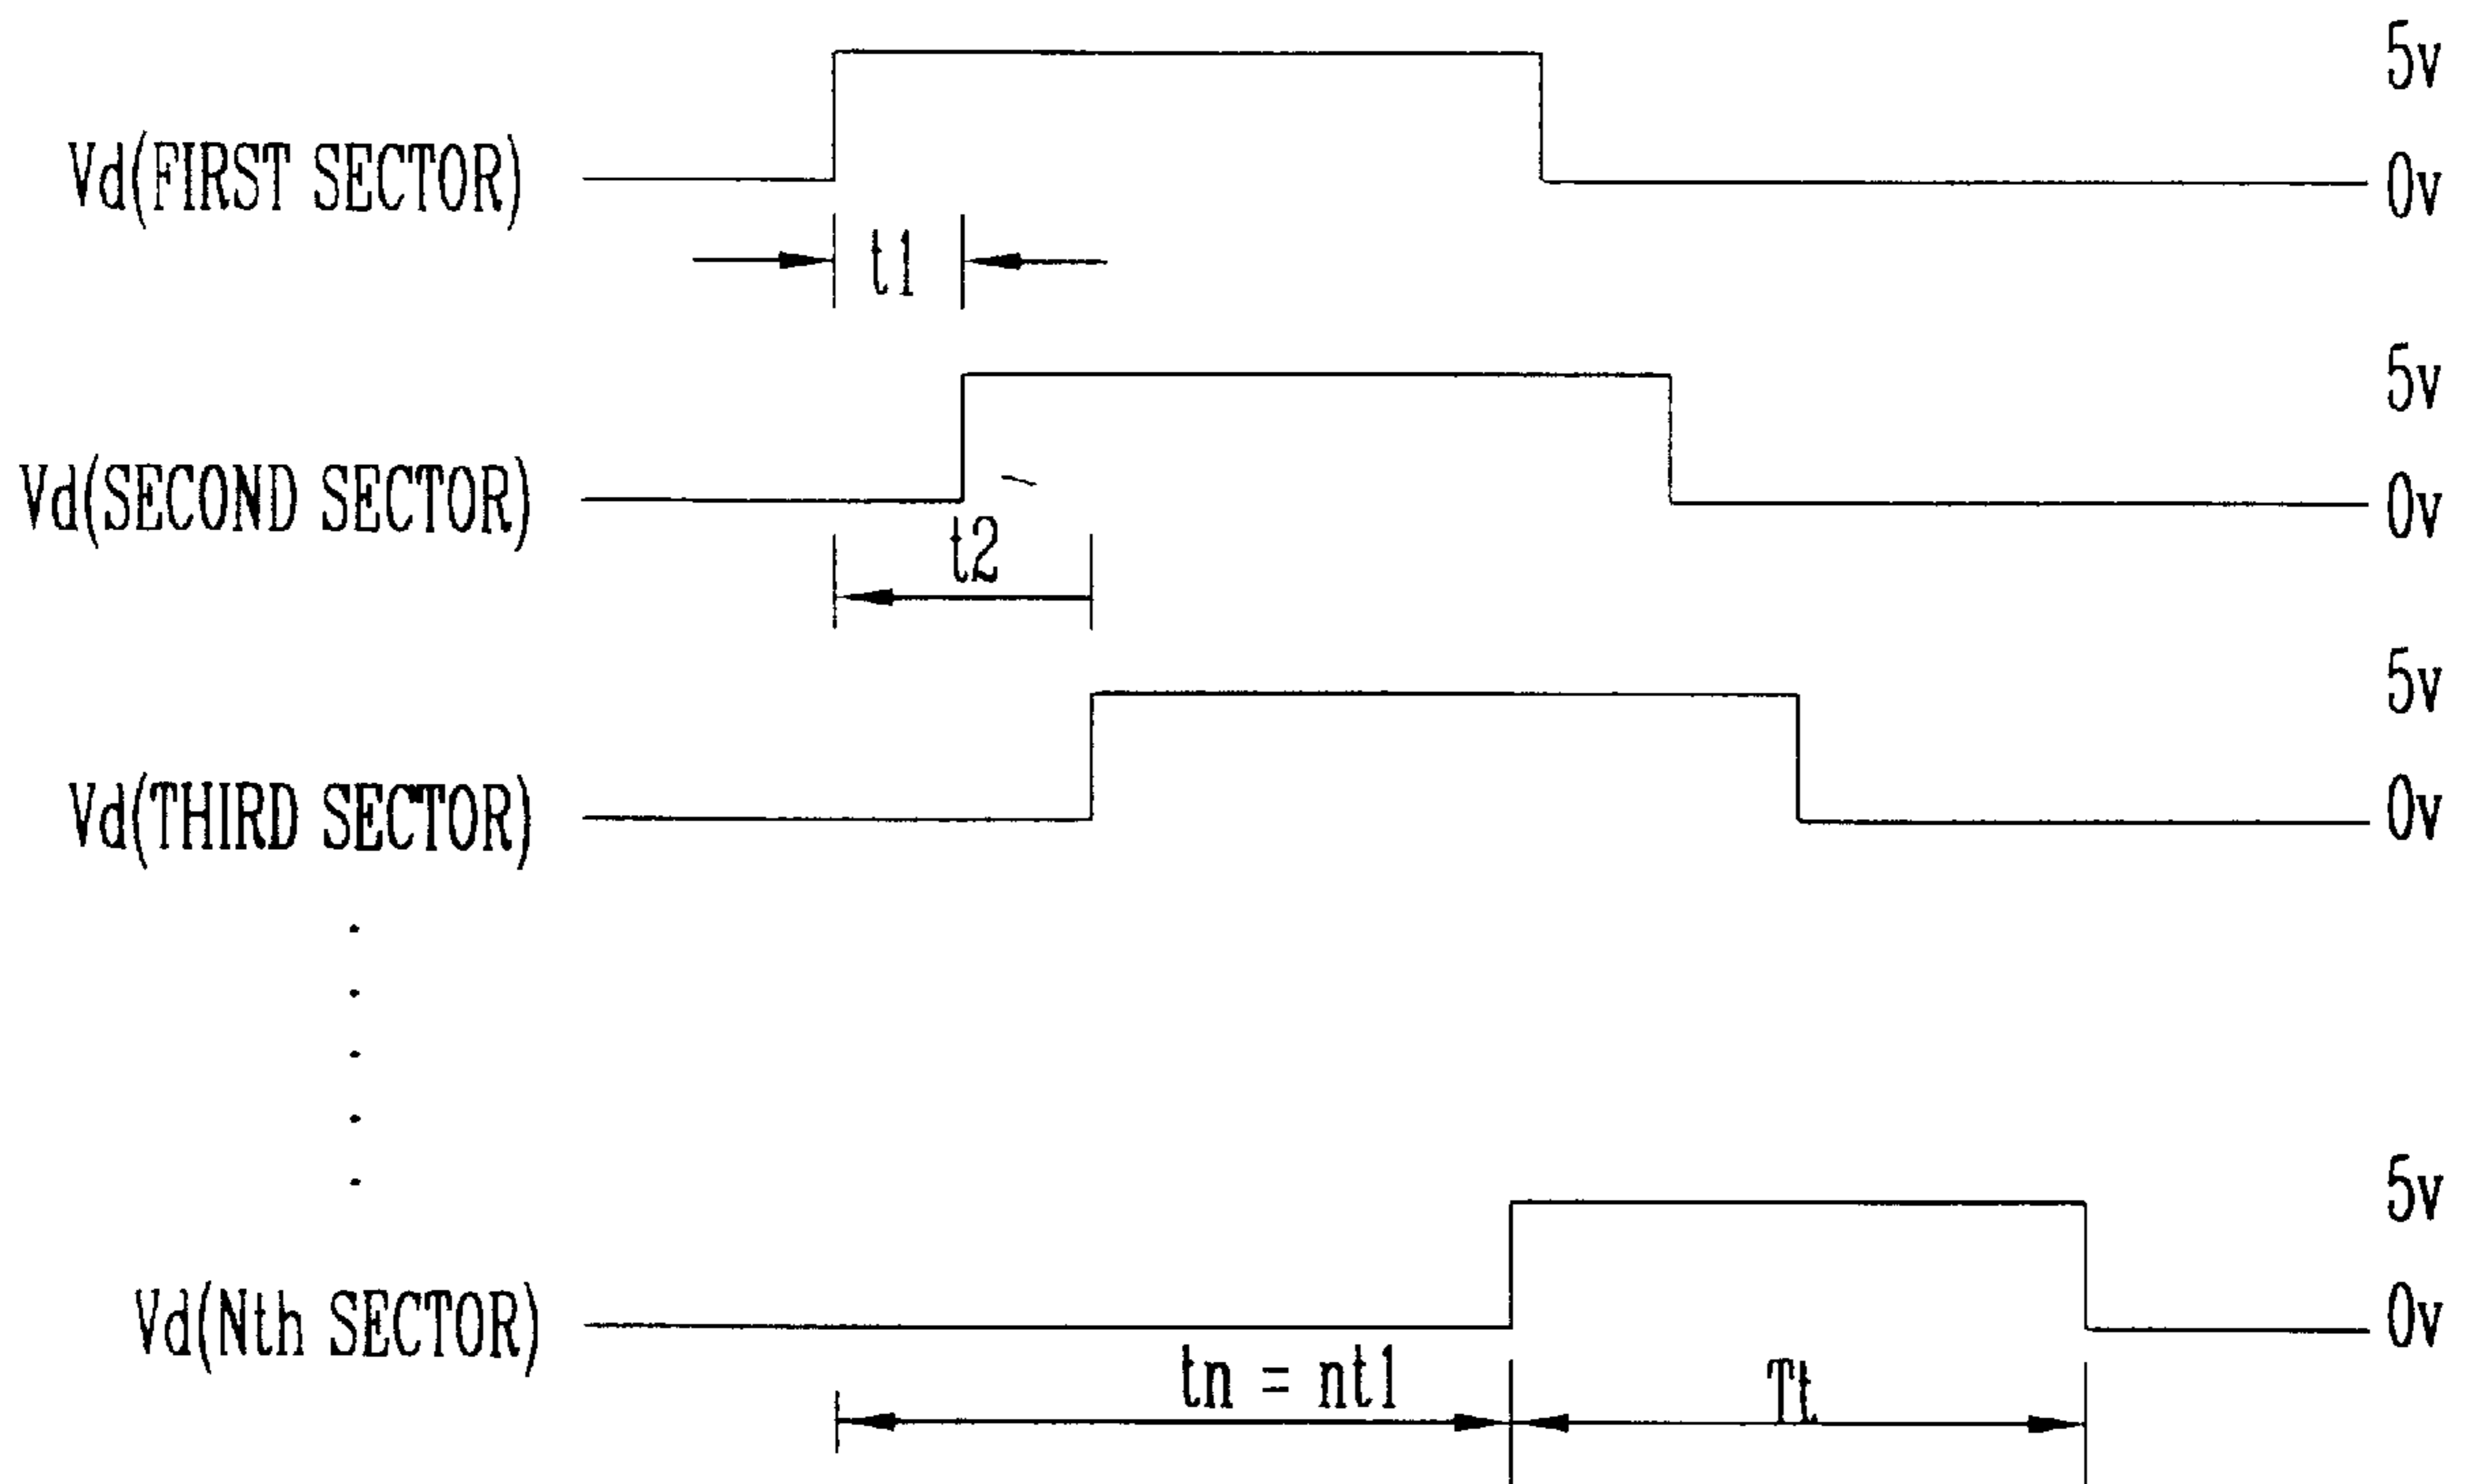 5v
Vd(FIRST SECTOR)
0v
t1
5v
Vd(SECOND SECTOR)
0v
t2
5v
Vd(THIRD SECTOR)
0v
5v
Vd(Nth SECTOR)
0v
tn = nt1
Tt